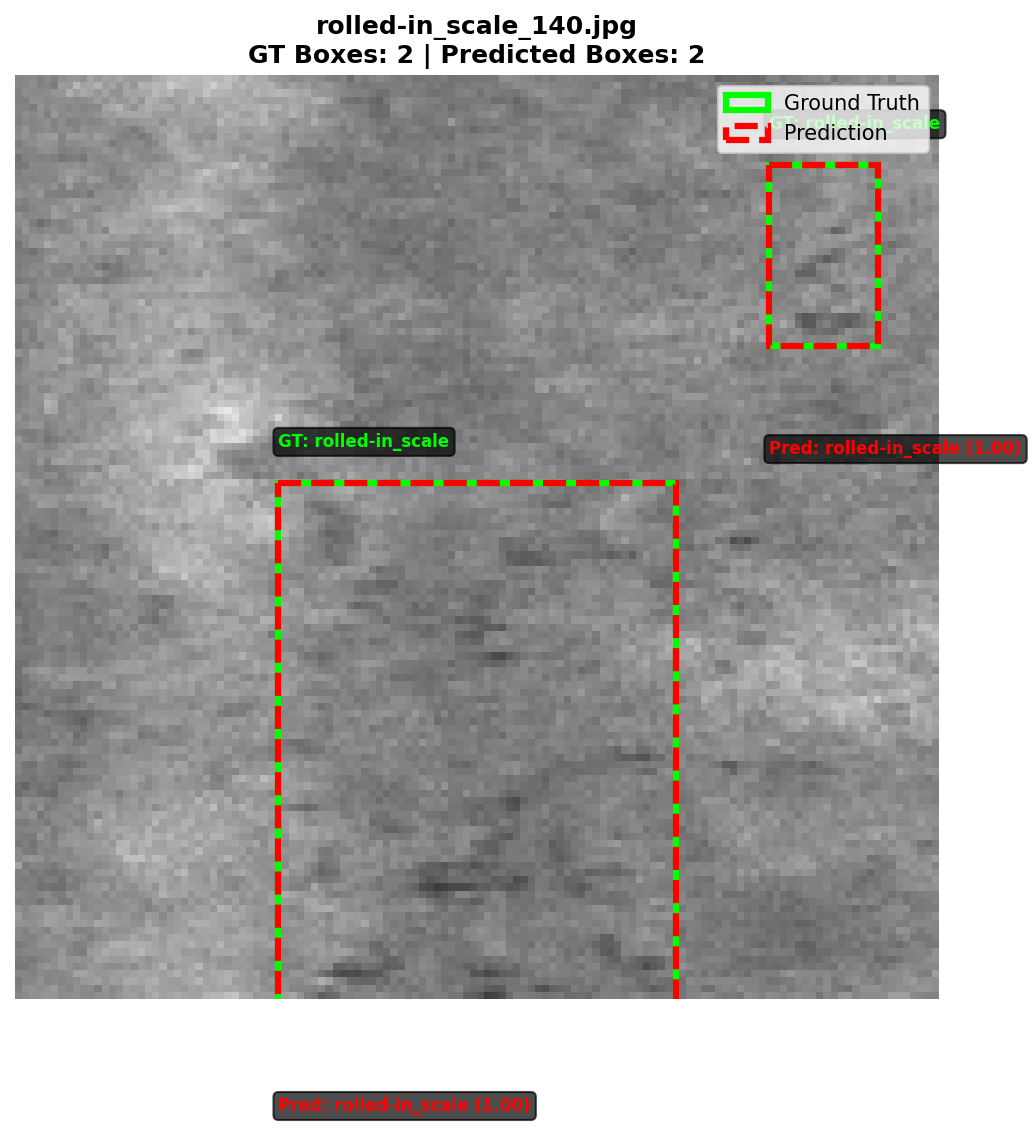 rolled-in_scale_140.jpg
GT Boxes: 2 | Predicted Boxes: 2
Ground Truth
GT: rolled-in_scale
Prediction
GT: rolled-in_scale
Pred: rolled-in_scale (1.00)
Pred: rolled-in_scale (1.00)